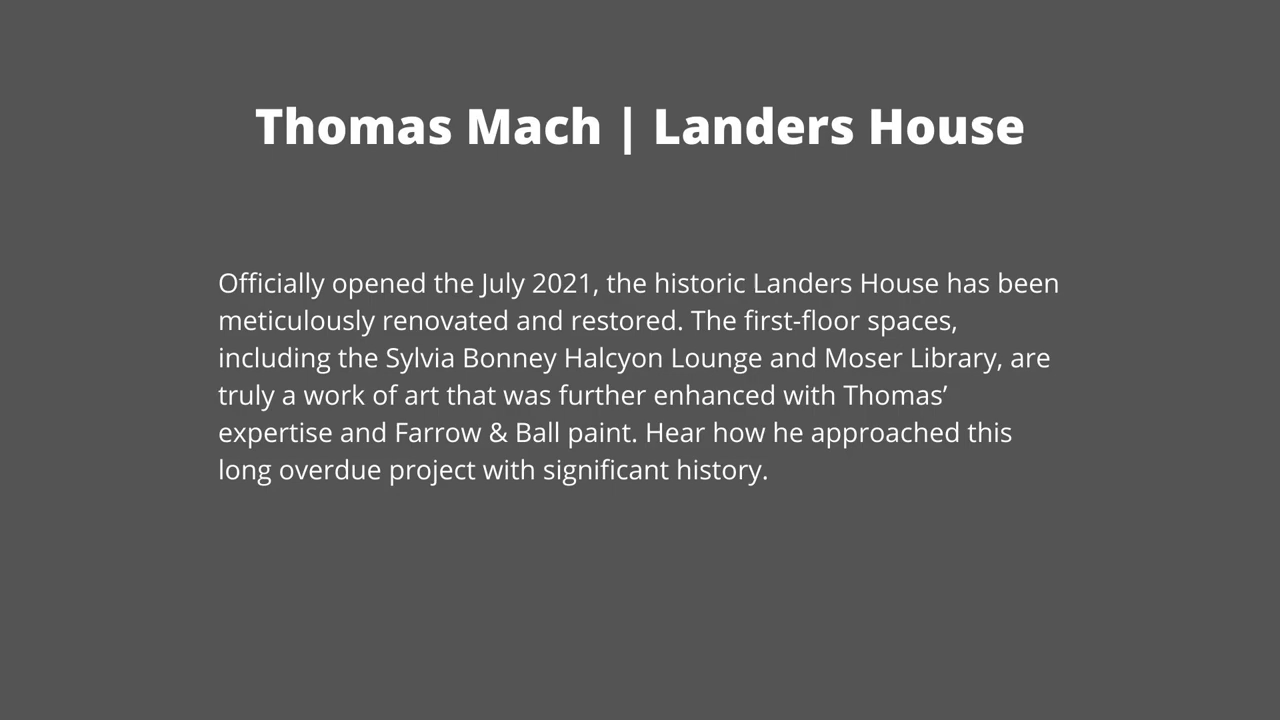 Thomas Mach | Landers House
Officially opened the July 2021, the historic Landers House has been
meticulously renovated and restored. The first-floor spaces,
including the Sylvia Bonney Halcyon Lounge and Moser Library, are
truly a work of art that was further enhanced with Thomas’
expertise and Farrow & Ball paint. Hear how he approached this
long overdue project with significant history.